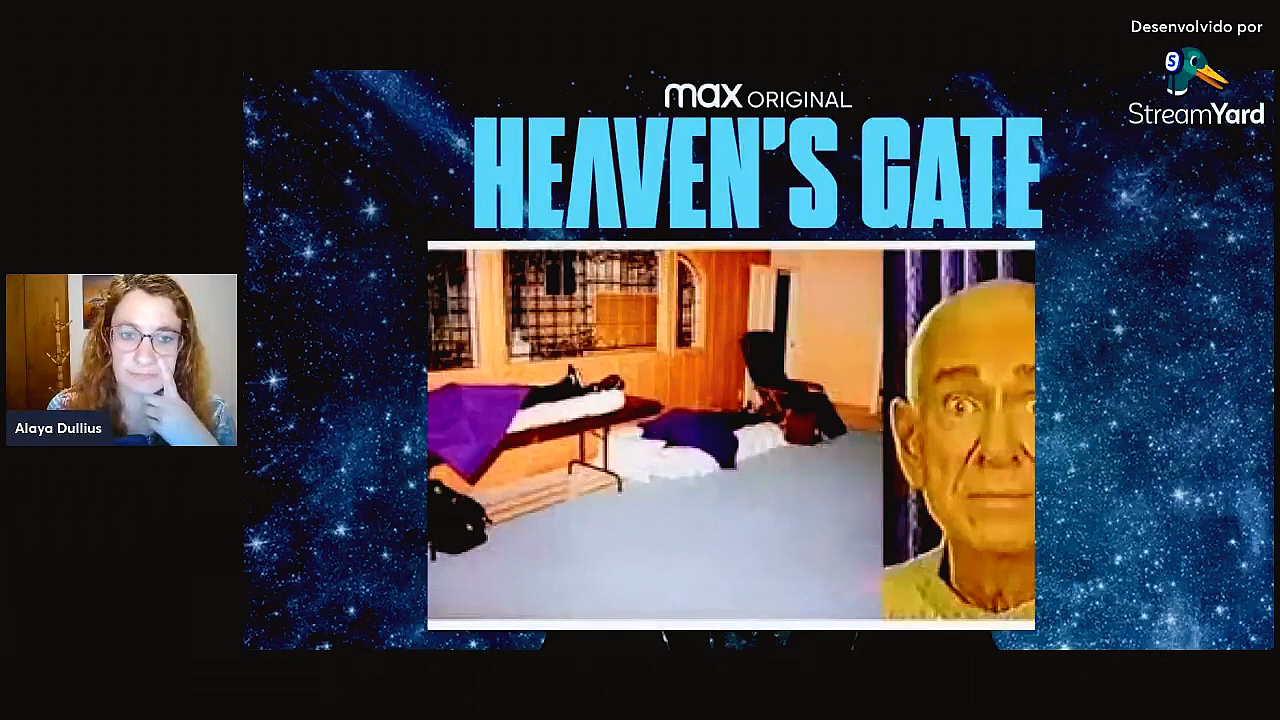 Desenvolvido por
S
StreamYard
max ORIGINAL
HEAVEN'S GATE
Alaya Dullius